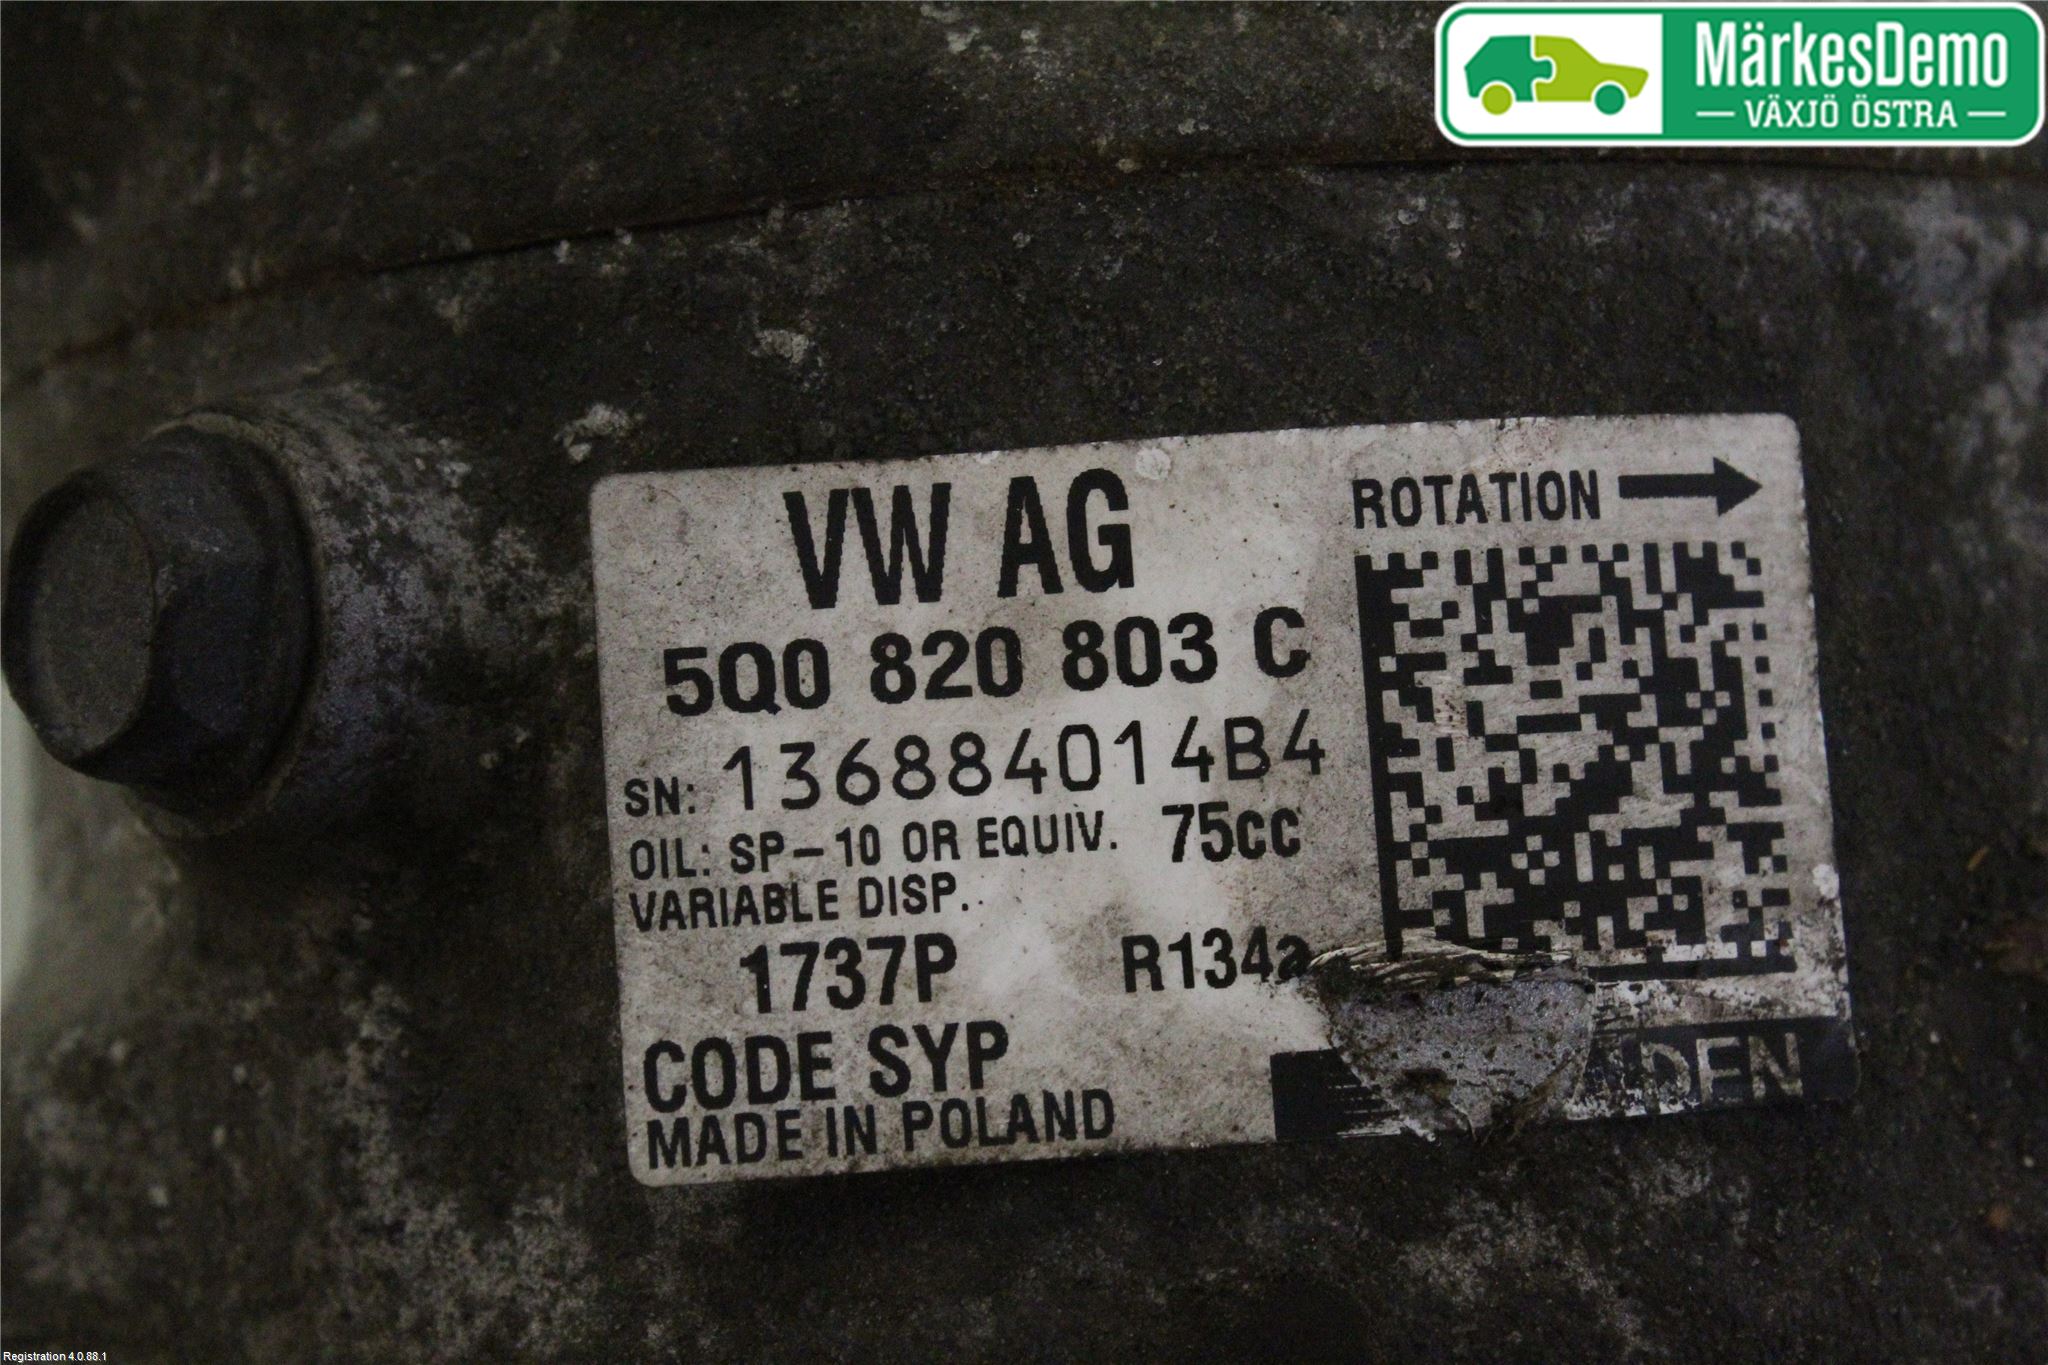 MärkesDemo
VÄXJÖ ÖSTRA
VW AG
ROTATION
5Q0 820 803 C
SN: 136884014B4
OIL: SP-10 OR EQUIV. 75cc
VARIABLE DISP.
1737P R134a
CODE SYP
MADE IN POLAND
Registration 4.0.88.1